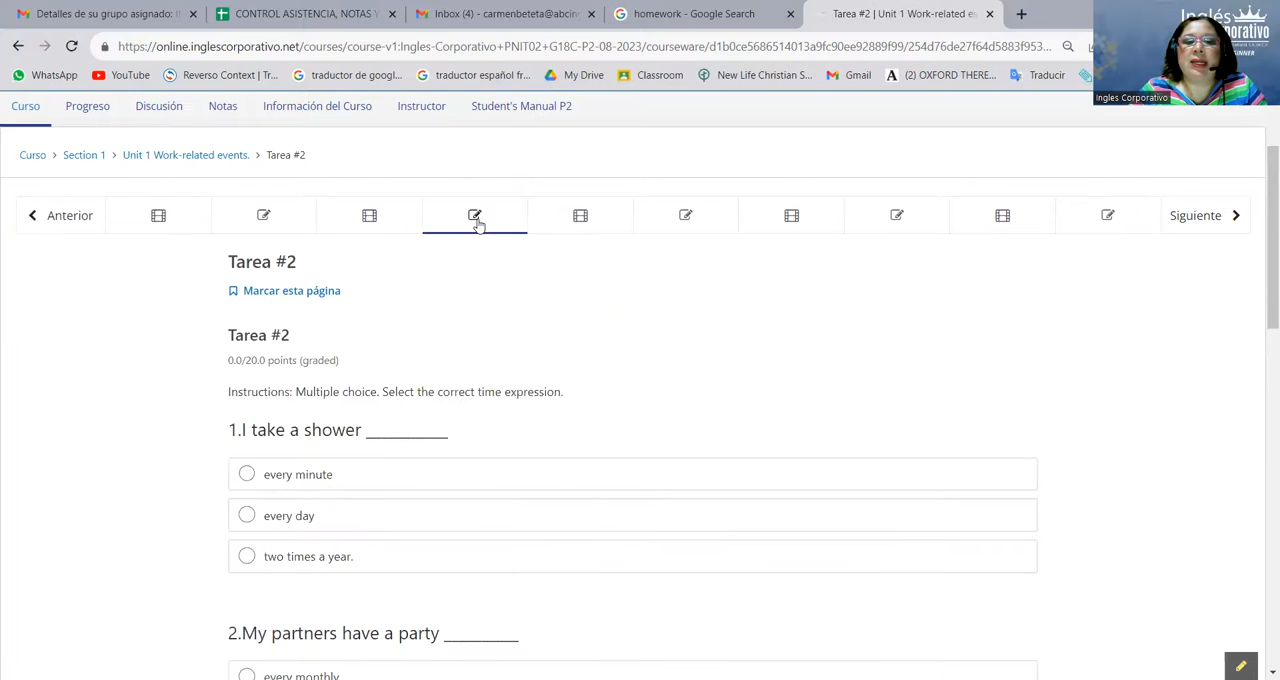 Detalles de su grupo asignado: I
CONTROL ASISTENCIA, NOTAS Y
Inbox (4) - carmenbeteta@abcin
homework - Google Search
Tarea #2 | Unit 1 Work-related e
https://online.inglescorporativo.net/courses/course-v1:Ingles-Corporativo+PNIT02+G18C-P2-08-2023/courseware/d1b0ce5686514013a9fc90ee92889f99/254d76de27f64d5883f953...
WhatsApp
YouTube
Reverso Context | Tr...
traductor de googl...
traductor español fr...
My Drive
Classroom
New Life Christian S...
Gmail
(2) OXFORD THERE...
Traducir
Inglés
Corporativo
Ingles Corporativo
Curso
Progreso
Discusión
Notas
Información del Curso
Instructor
Student's Manual P2
Curso > Section 1 > Unit 1 Work-related events. > Tarea #2
Anterior
Siguiente
Tarea #2
Marcar esta página
Tarea #2
0.0/20.0 points (graded)
Instructions: Multiple choice. Select the correct time expression.
1.I take a shower __________
every minute
every day
two times a year.
2.My partners have a party _________
every monthly